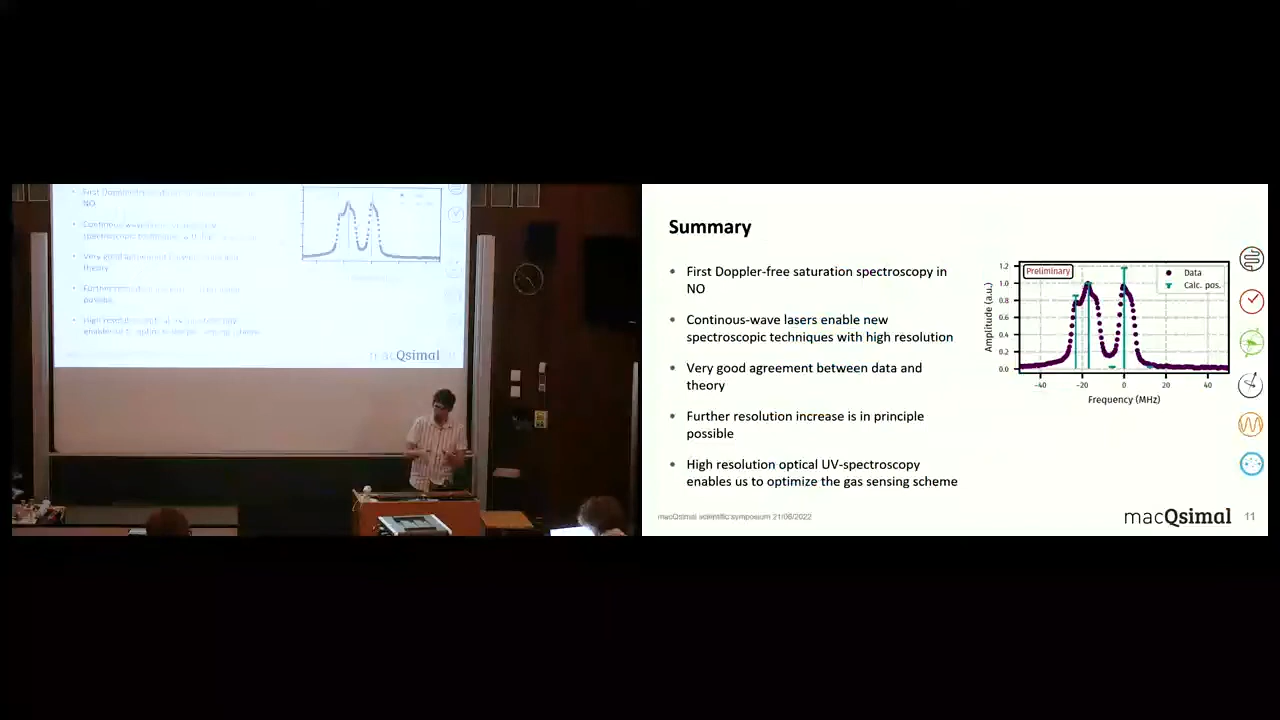 Summary
First Doppler-free saturation spectroscopy in
NO
Continous-wave lasers enable new
spectroscopic techniques with high resolution
Very good agreement between data and
theory
Further resolution increase is in principle
possible
High resolution optical UV-spectroscopy
enables us to optimize the gas sensing scheme
Preliminary
Data
Calc. pos.
Amplitude (a.u.)
1.2
1.0
0.8
0.6
0.4
0.2
0.0
−40 −20 0 20 40
Frequency (MHz)
macQsimal scientific symposium 21/06/2022
macQsimal 11
NO
theory
possible
macQsimal